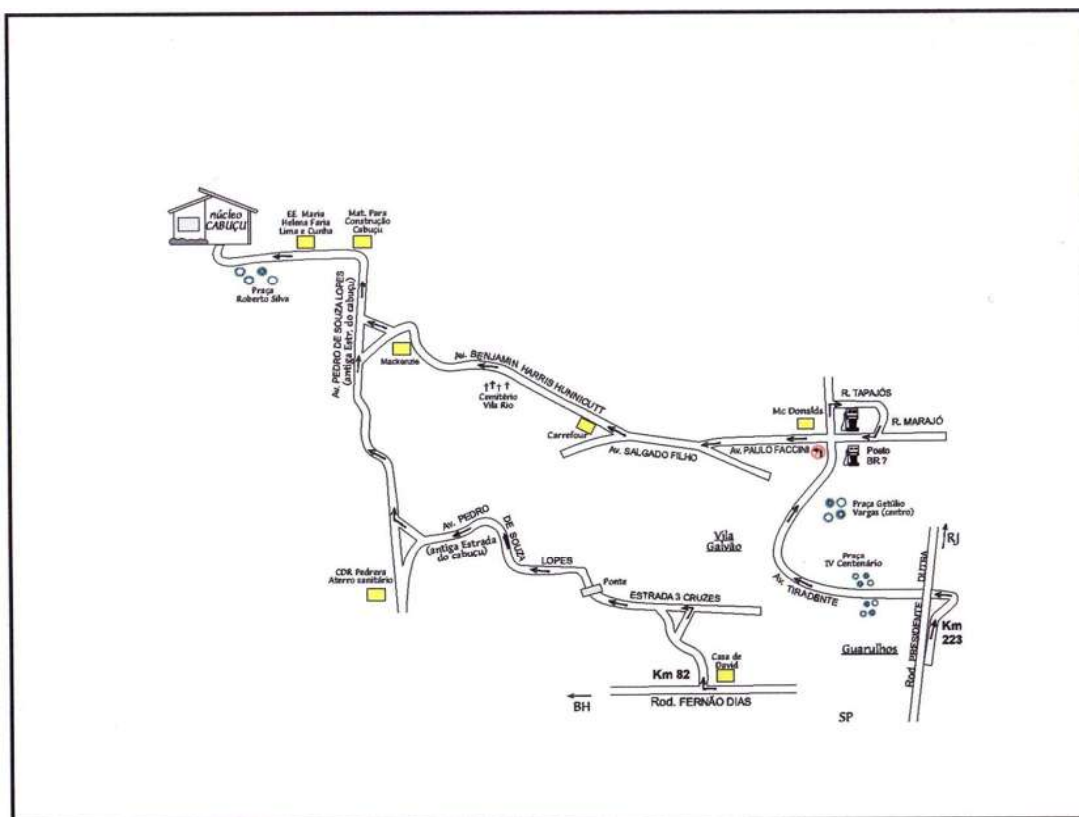 núcleo
CABUÇU
EE Maria
Helena Faria
Lima e Cunha
Mat. Para
Construção
Cabuçu
Praça
Roberto Silva
Av. PEDRO DE SOUZA LOPES
(antiga Estr. do cabuçu)
Mackenzie
Av. BENJAMIN HARRIS HUNNICUTT
Cemitério
Vila Rio
Carrefour
Av. SALGADO FILHO
Mc Donalds
Av. PAULO FACCINI
R. TAPAJÓS
R. MARAJÓ
Posto
BR 7
Praça Getúlio
Vargas (centro)
Vila
Galvão
Praça
IV Centenário
Av. TIRADENTE
RJ
Rod. PRESIDENTE DUTRA
Km
223
Guarulhos
Av. PEDRO DE SOUZA LOPES
(antiga Estrada
do cabuçu)
CDR Pedrera
Aterro sanitário
Ponte
ESTRADA 3 CRUZES
Casa de
David
Km 82
Rod. FERNÃO DIAS
BH
SP